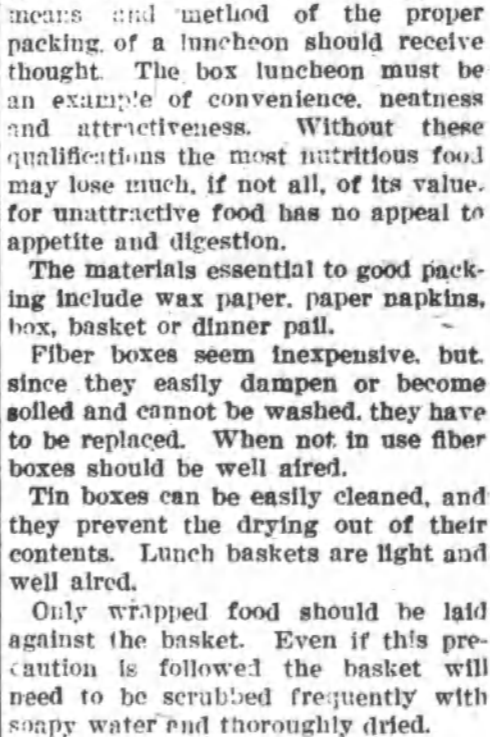 means and method of the proper
packing, of a luncheon should receive
thought. The box luncheon must be
an example of convenience, neatness
and attractiveness. Without these
qualifications the most nutritious food
may lose much, if not all, of its value,
for unattractive food has no appeal to
appetite and digestion.
The materials essential to good pack-
ing include wax paper, paper napkins,
box, basket or dinner pail.
Fiber boxes seem inexpensive, but,
since they easily dampen or become
soiled and cannot be washed, they have
to be replaced. When not in use fiber
boxes should be well aired.
Tin boxes can be easily cleaned, and
they prevent the drying out of their
contents. Lunch baskets are light and
well aired.
Only wrapped food should be laid
against the basket. Even if this pre-
caution is followed the basket will
need to be scrubbed frequently with
soapy water and thoroughly dried.